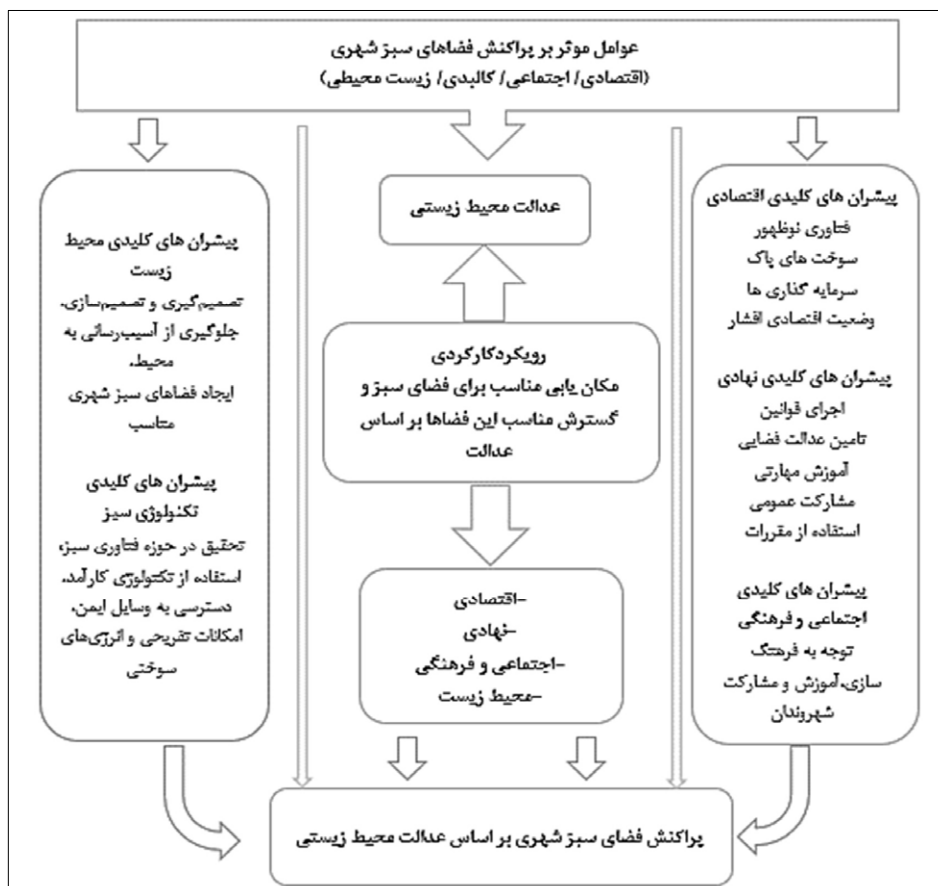 عوامل موثر بر پراکنش فضاهای سبز شهری
(اقتصادی/ اجتماعی/ کالبدی/ زیست محیطی)
پیشران های کلیدی اقتصادی
فناوری نوظهور
سوخت های پاک
سرمایه گذاری ها
وضعیت اقتصادی اقشار
پیشران های کلیدی نهادی
اجرای قوانین
تامین عدالت فضایی
آموزش مهارتی
مشارکت عمومی
استفاده از مقررات
پیشران های کلیدی
اجتماعی و فرهنگی
توجه به فرهنگ
سازی،آموزش و مشارکت
شهروندان
عدالت محیط زیستی
رویکردکارکردی
مکان یابی مناسب برای فضای سبز و
گسترش مناسب این فضاها بر اساس
عدالت
-اقتصادی
-نهادی
-اجتماعی و فرهنگی
-محیط زیست
پیشران های کلیدی محیط
زیست
تصمیم‌گیری و تصمیم‌سازی،
جلوگیری از آسیب‌رسانی به
محیط،
ایجاد فضاهای سبز شهری
متاسب
پیشران های کلیدی
تکنولوژی سبز
تحقیق در حوزه فناوری سبز،
استفاده از تکنولوژی کارآمد،
دسترسی به وسایل ایمن،
امکانات تفریحی و انرژی‌های
سوختی
پراکنش فضای سبز شهری بر اساس عدالت محیط زیستی